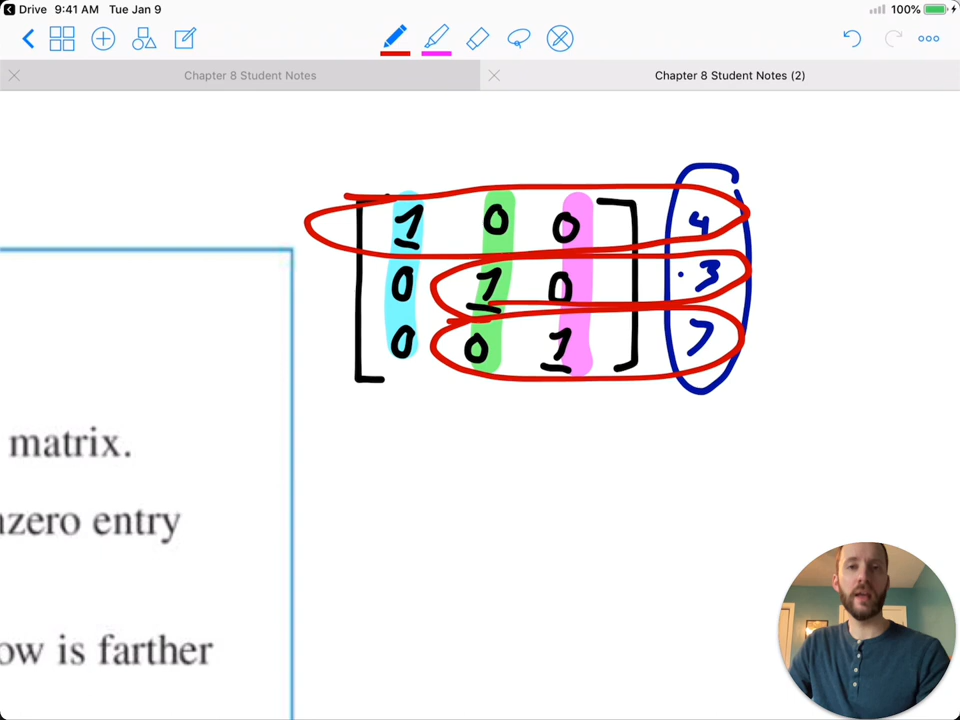 Drive 9:41 AM Tue Jan 9 100%
Chapter 8 Student Notes Chapter 8 Student Notes (2)
1 0 0 4
0 1 0 3
0 0 1 7
matrix.
nzero entry
ow is farther